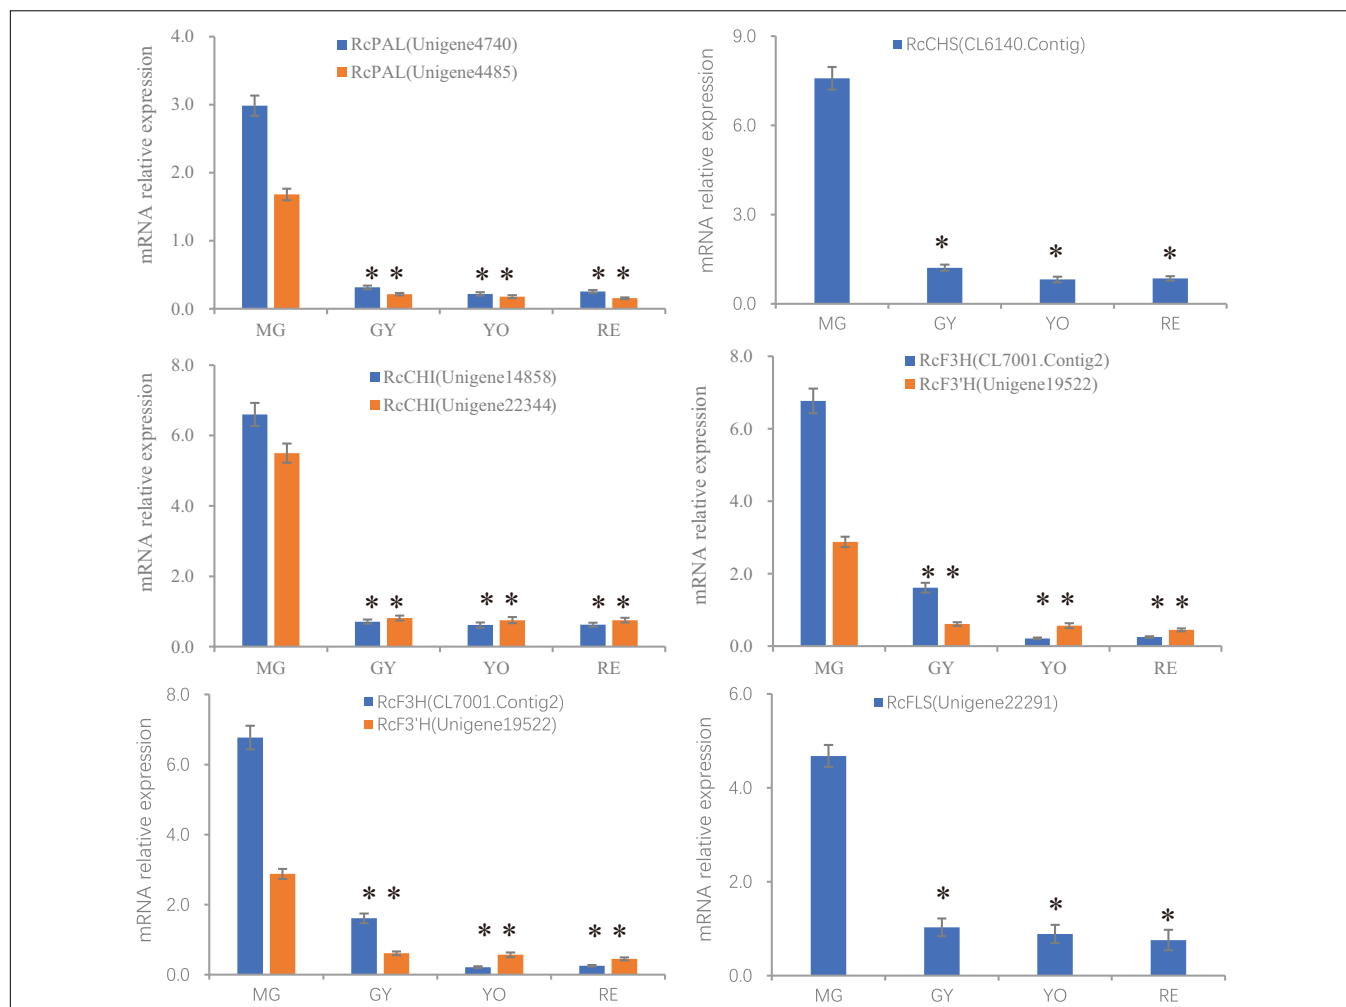 4.0
RcPAL(Unigene4740)
RcPAL(Unigene4485)
3.0
2.0
1.0
0.0
mRNA relative expression
* * * * * *
MG GY YO RE
9.0
RcCHS(CL6140.Contig)
6.0
3.0
0.0
mRNA relative expression
* * *
MG GY YO RE
8.0
RcCHI(Unigene14858)
RcCHI(Unigene22344)
6.0
4.0
2.0
0.0
mRNA relative expression
* * * * * *
MG GY YO RE
8.0
RcF3H(CL7001.Contig2)
RcF3'H(Unigene19522)
6.0
4.0
2.0
0.0
mRNA relative expression
* * * * * *
MG GY YO RE
8.0
RcF3H(CL7001.Contig2)
RcF3'H(Unigene19522)
6.0
4.0
2.0
0.0
mRNA relative expression
* * * * * *
MG GY YO RE
6.0
RcFLS(Unigene22291)
4.0
2.0
0.0
mRNA relative expression
* * *
MG GY YO RE